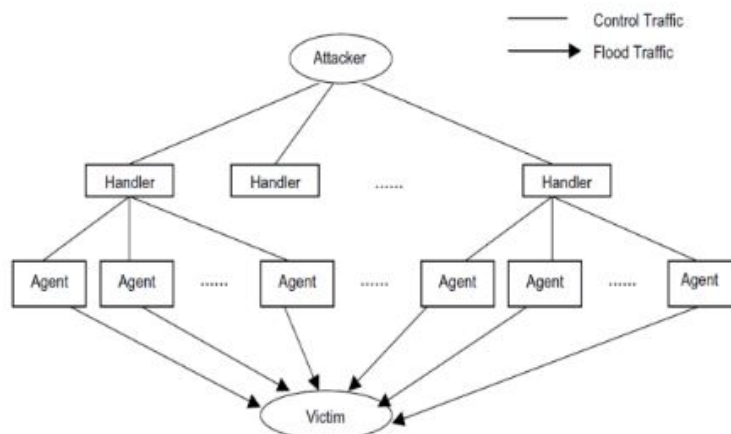 Control Traffic
Attacker
Flood Traffic
Handler Handler ...... Handler
Agent Agent ...... Agent ...... Agent Agent ...... Agent
Victim